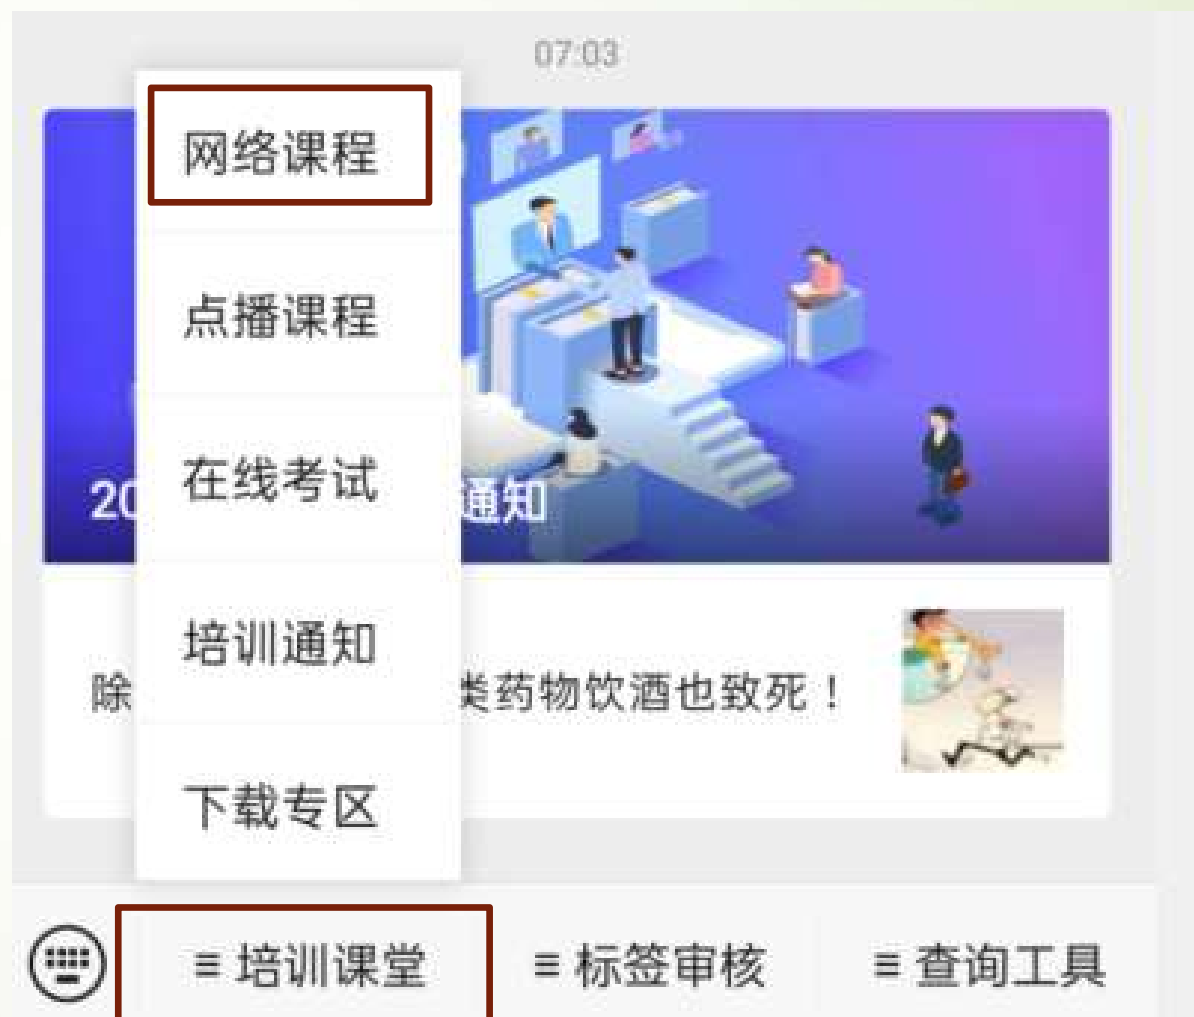 07:03
网络课程
点播课程
在线考试
20
通知
培训通知
除
类药物饮酒也致死！
下载专区
≡ 培训课堂
≡ 标签审核
≡ 查询工具